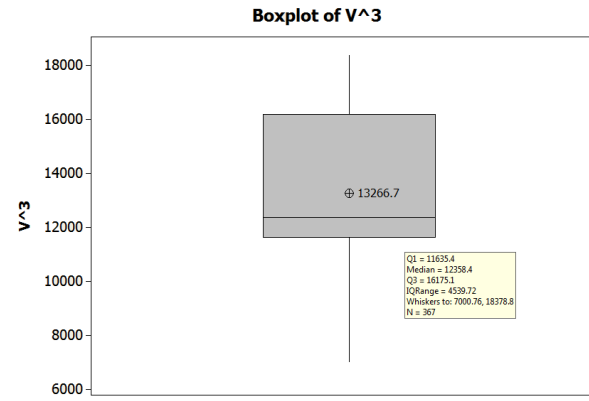 Boxplot of V^3
18000
16000
14000
12000
10000
8000
6000
V^3
13266.7
Q1 = 11635.4
Median = 12358.4
Q3 = 16175.1
IQRange = 4539.72
Whiskers to: 7000.76, 18378.8
N = 367